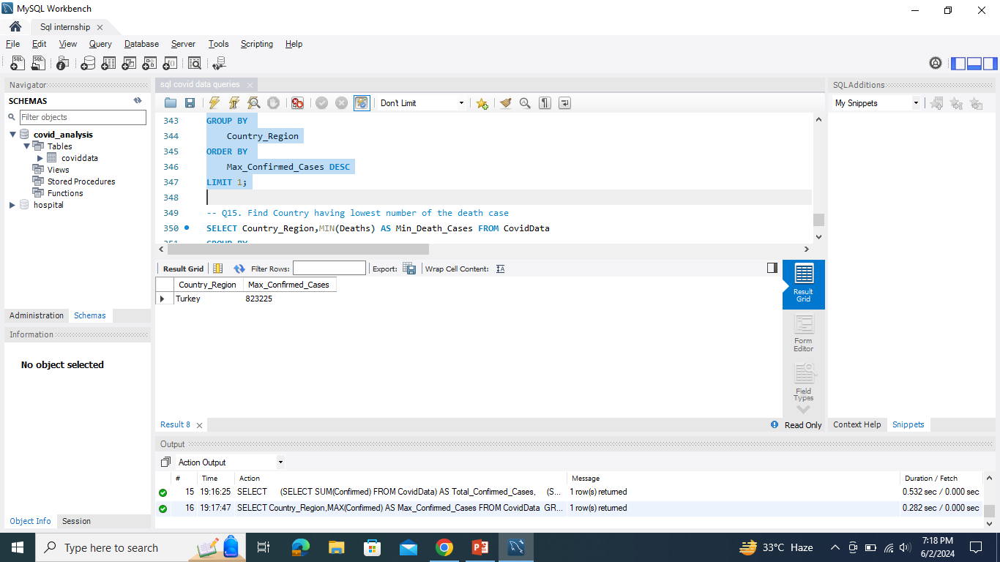 MySQL Workbench
Sql internship
File Edit View Query Database Server Tools Scripting Help
Navigator
SCHEMAS
Filter objects
covid_analysis
Tables
coviddata
Views
Stored Procedures
Functions
hospital
Administration Schemas
Information
No object selected
Object Info Session
sql covid data queries
Don't Limit
343 GROUP BY
344 Country_Region
345 ORDER BY
346 Max_Confirmed_Cases DESC
347 LIMIT 1;
348
349 -- Q15. Find Country having lowest number of the death case
350 SELECT Country_Region,MIN(Deaths) AS Min_Death_Cases FROM CovidData
351 GROUP BY
Result Grid Filter Rows: Export: Wrap Cell Content:
Country_Region Max_Confirmed_Cases
Turkey 823225
Result
Grid
Form
Editor
Field
Types
Result 8
Read Only
SQLAdditions
My Snippets
Context Help Snippets
Output
Action Output
# Time Action Message Duration / Fetch
15 19:16:25 SELECT (SELECT SUM(Confirmed) FROM CovidData) AS Total_Confirmed_Cases, (S... 1 row(s) returned 0.532 sec / 0.000 sec
16 19:17:47 SELECT Country_Region,MAX(Confirmed) AS Max_Confirmed_Cases FROM CovidData GR... 1 row(s) returned 0.282 sec / 0.000 sec
Type here to search
33°C Haze
7:18 PM
6/2/2024